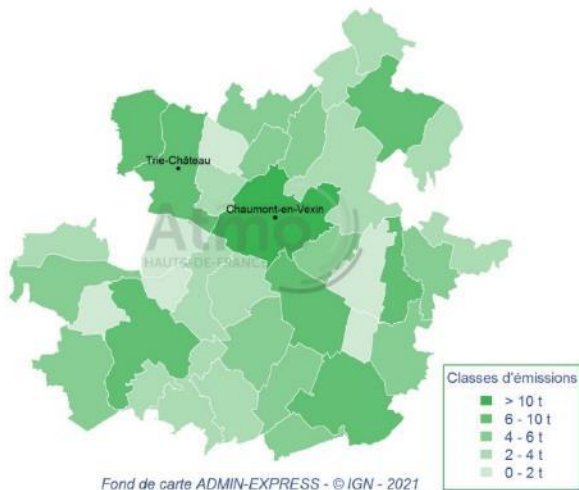 Trie-Château
Chaumont-en-Vexin
Atmo
HAUTS-DE-FRANCE
Classes d'émissions
> 10 t
6 - 10 t
4 - 6 t
2 - 4 t
0 - 2 t
Fond de carte ADMIN-EXPRESS - © IGN - 2021